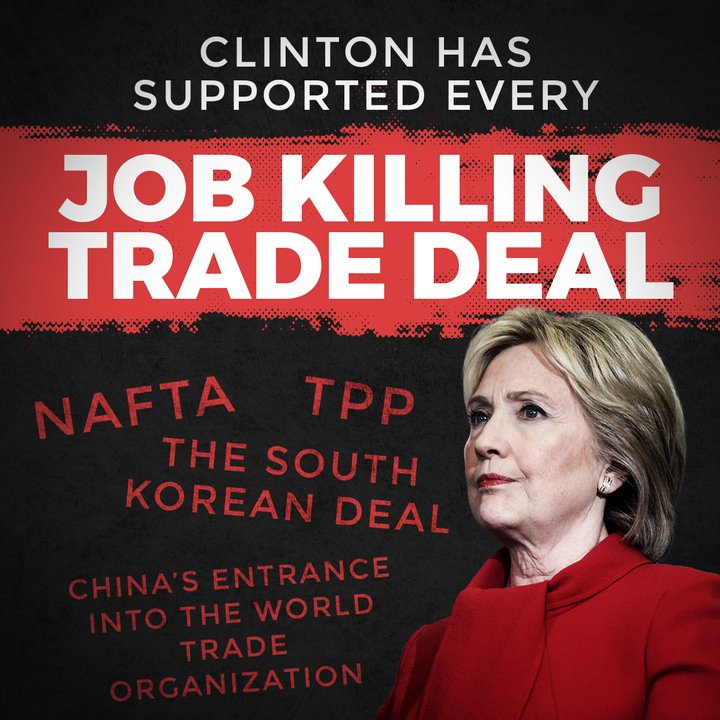 CLINTON HAS
SUPPORTED EVERY
JOB KILLING
TRADE DEAL
NAFTA TPP
THE SOUTH
KOREAN DEAL
CHINA'S ENTRANCE
INTO THE WORLD
TRADE
ORGANIZATION